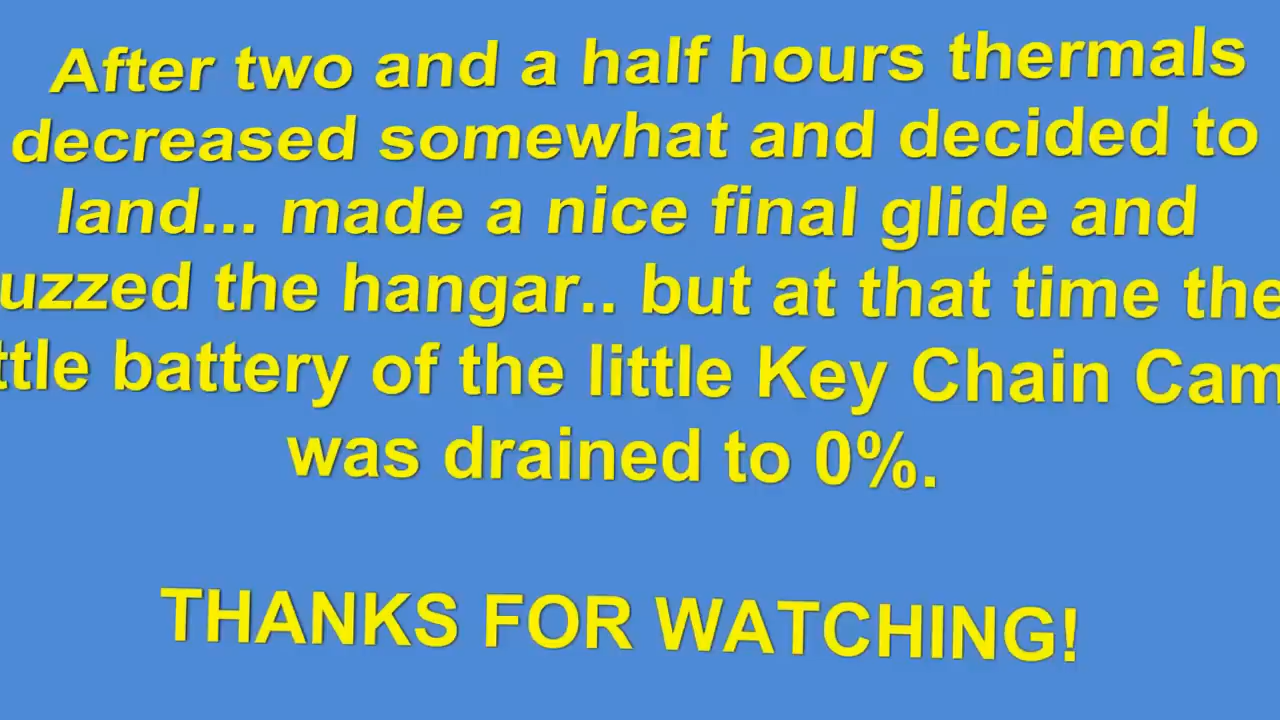 After two and a half hours thermals
decreased somewhat and decided to
land... made a nice final glide and
uzzed the hangar.. but at that time the
ttle battery of the little Key Chain Cam
was drained to 0%.
THANKS FOR WATCHING!